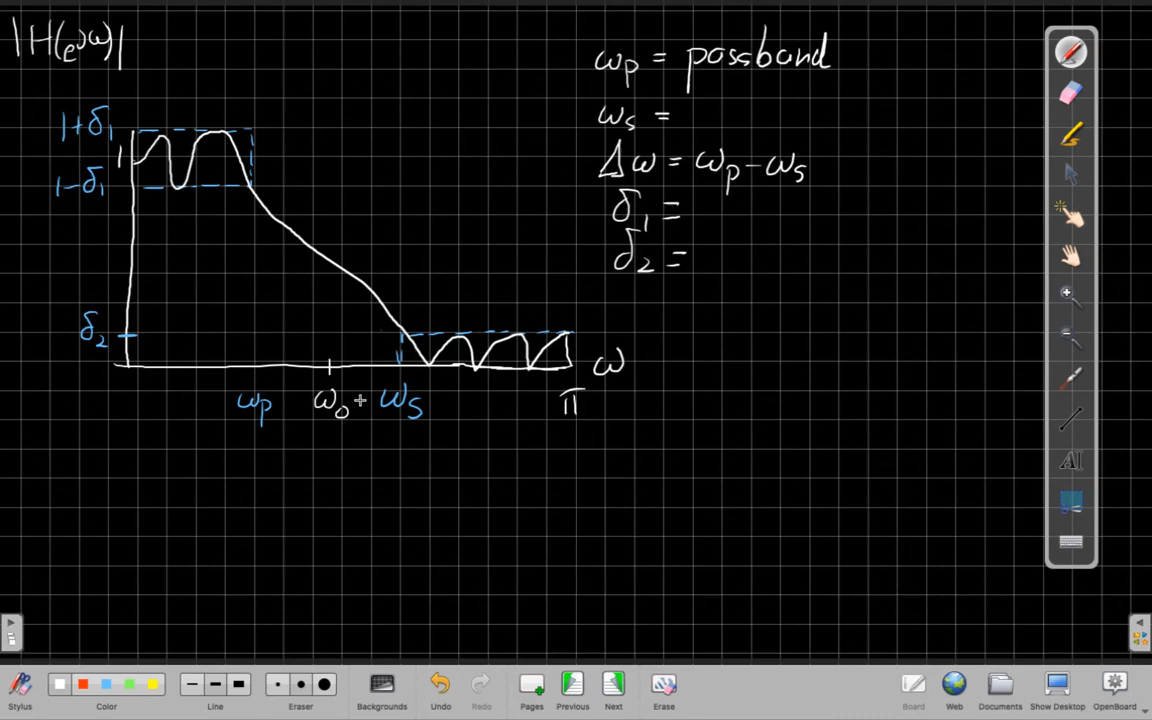 |H(e^jω)|
ωp = passband
ωs =
Δω = ωp - ωs
δ1 =
δ2 =
1+δ1
1
1-δ1
δ2
ω
ωp
ω0
ωs
π
AI
Stylus
Color
Line
Eraser
Backgrounds
Undo
Redo
Pages
Previous
Next
Erase
Board
Web
Documents
Show Desktop
OpenBoard